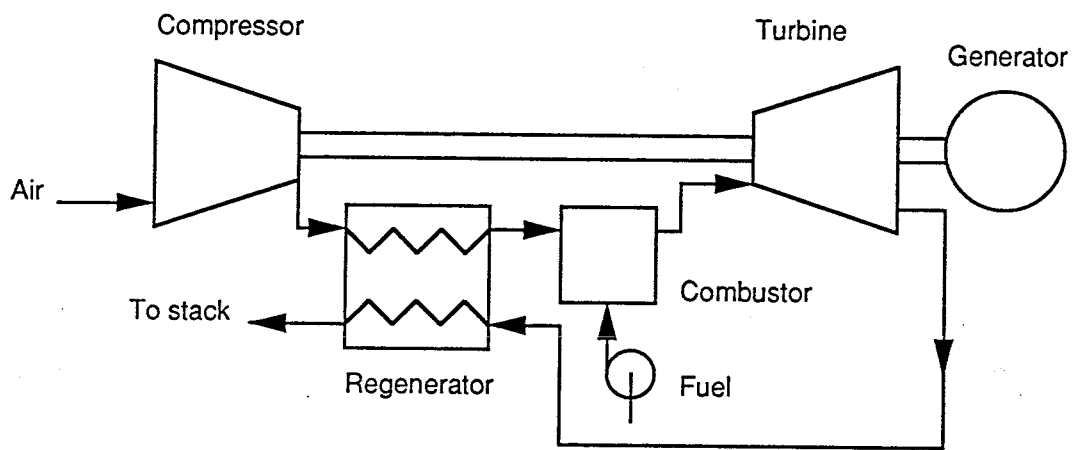 Compressor
Turbine
Generator
Air
To stack
Combustor
Regenerator
Fuel